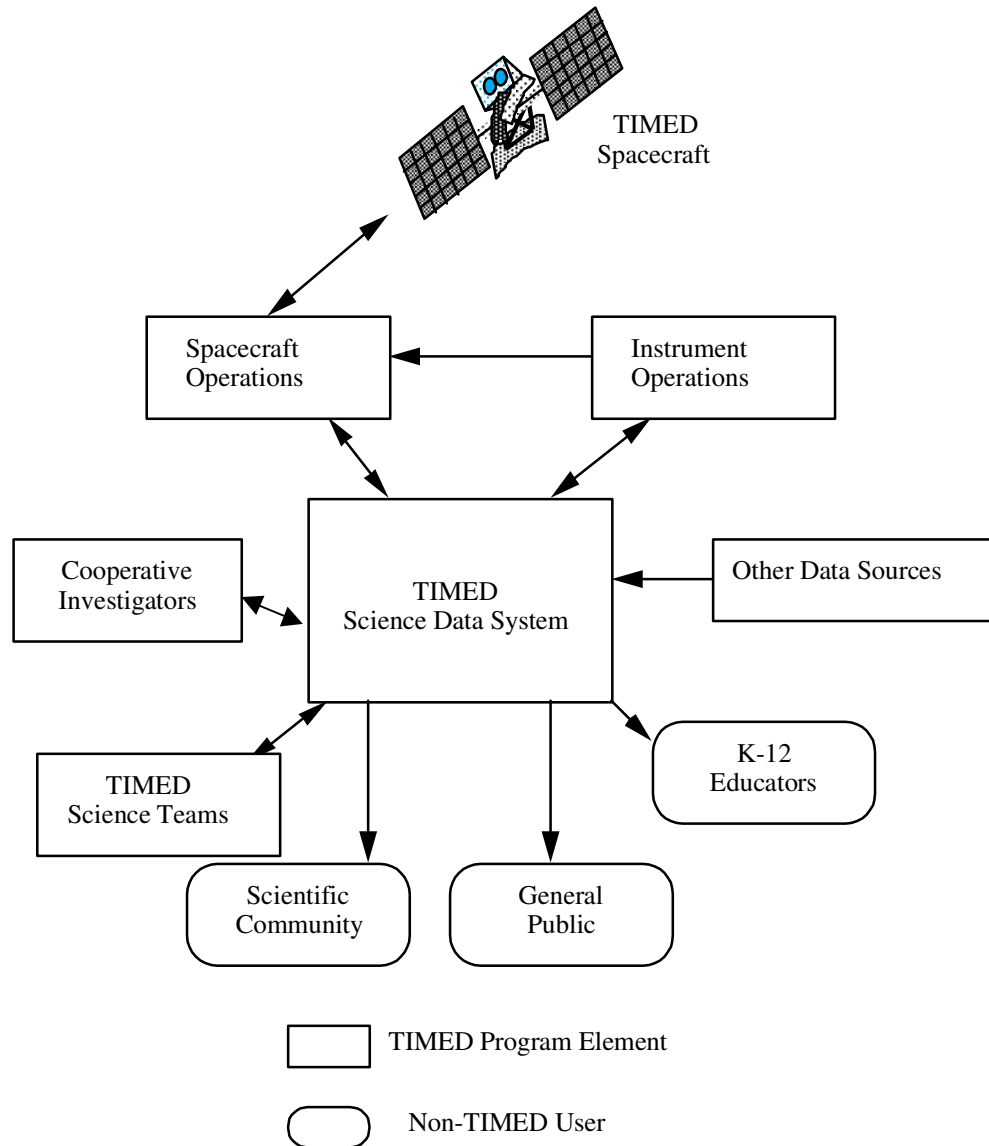 TIMED
Spacecraft
Spacecraft
Operations
Instrument
Operations
Cooperative
Investigators
TIMED
Science Data System
Other Data Sources
TIMED
Science Teams
K-12
Educators
Scientific
Community
General
Public
TIMED Program Element
Non-TIMED User